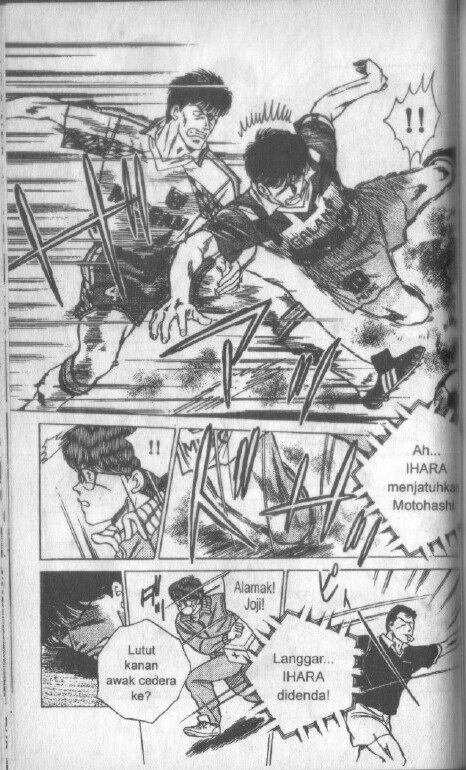 !!
Ah...
IHARA
menjatuhkan
Motohashi
!!
Alamak!
Joji!
Lutut
kanan
awak cedera
ke?
Langgar...
IHARA
didenda!